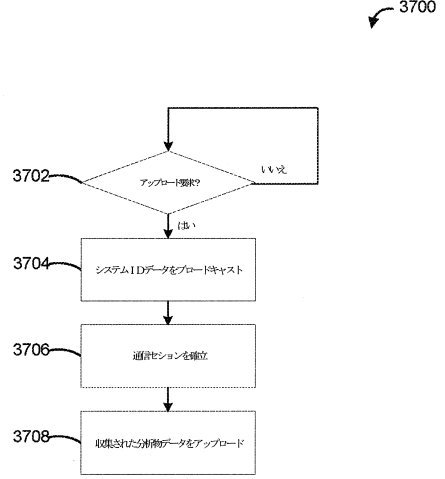 3700
3702
アップロード要求?
いいえ
はい
3704
システムIDデータをブロードキャスト
3706
通信セションを確立
3708
収集された分析物データをアップロード